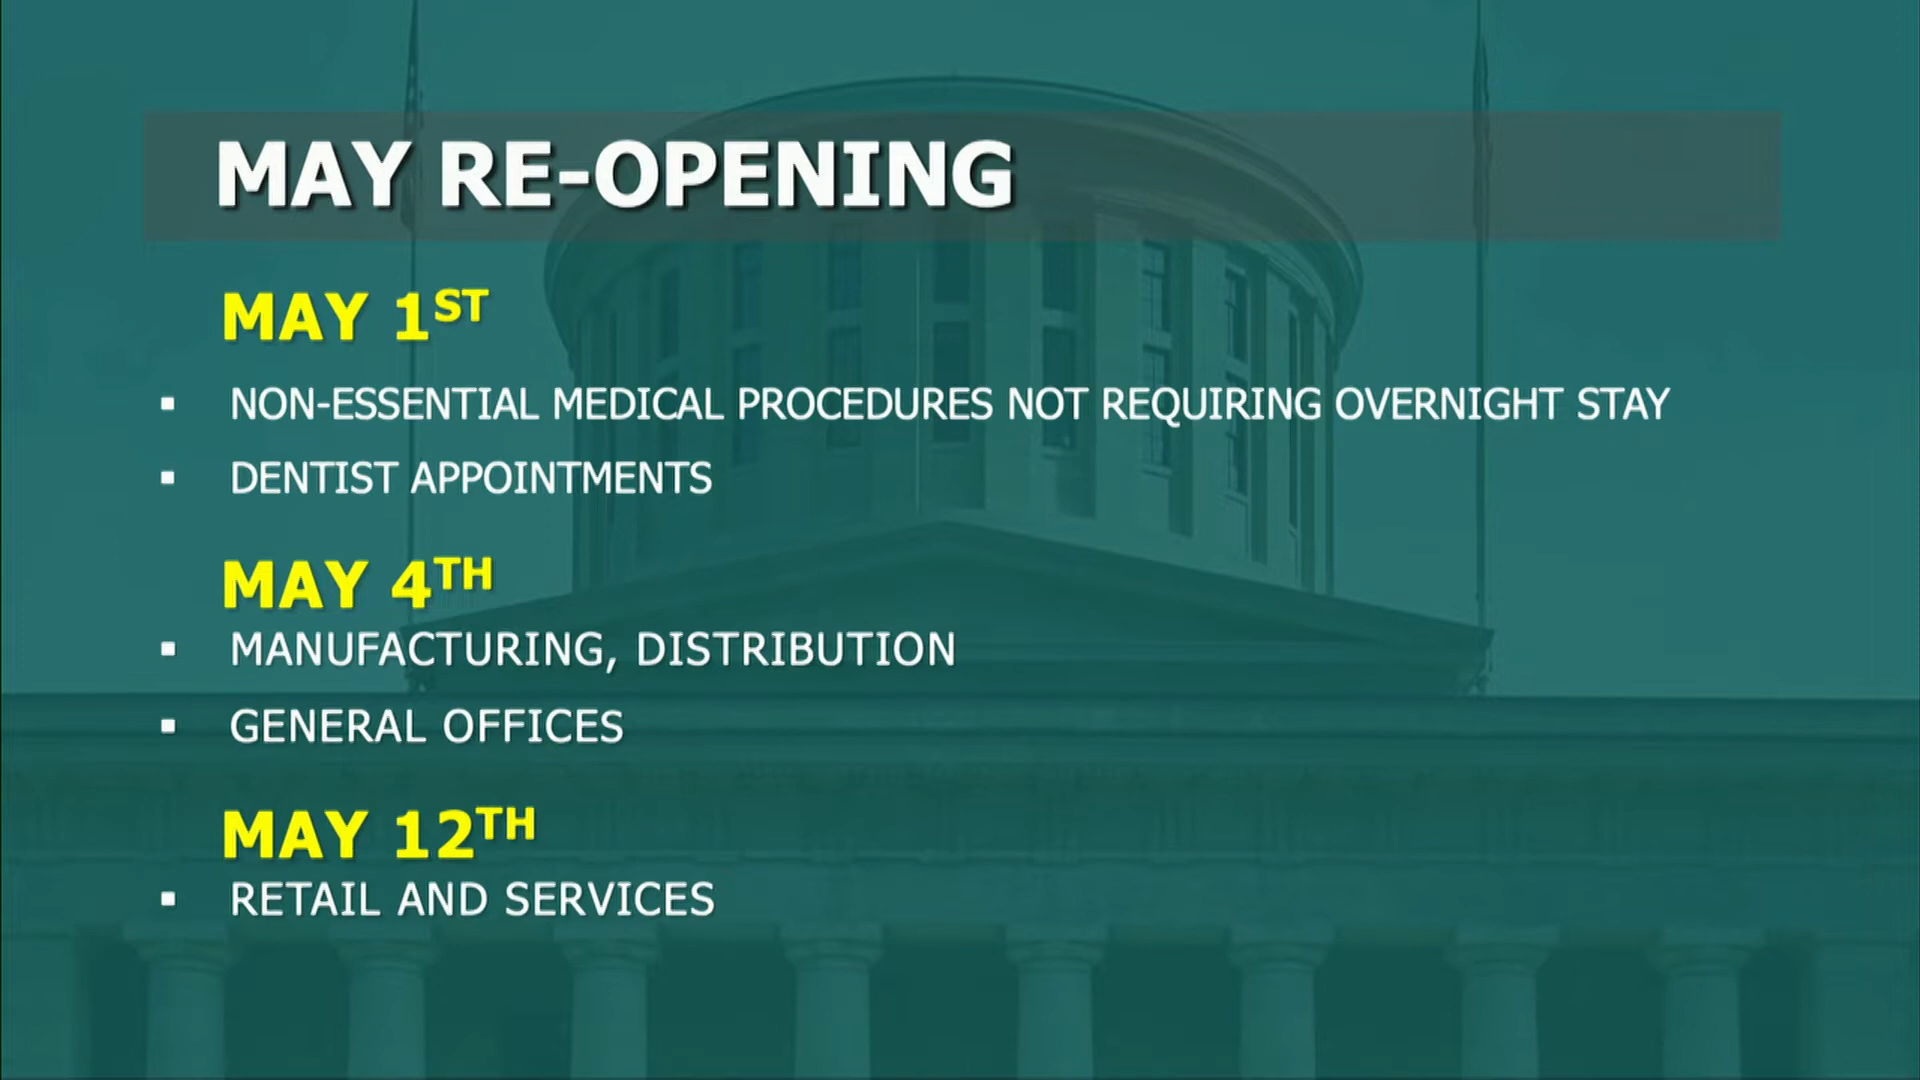 MAY RE-OPENING
MAY 1ST
▪ NON-ESSENTIAL MEDICAL PROCEDURES NOT REQUIRING OVERNIGHT STAY
▪ DENTIST APPOINTMENTS
MAY 4TH
▪ MANUFACTURING, DISTRIBUTION
▪ GENERAL OFFICES
MAY 12TH
▪ RETAIL AND SERVICES